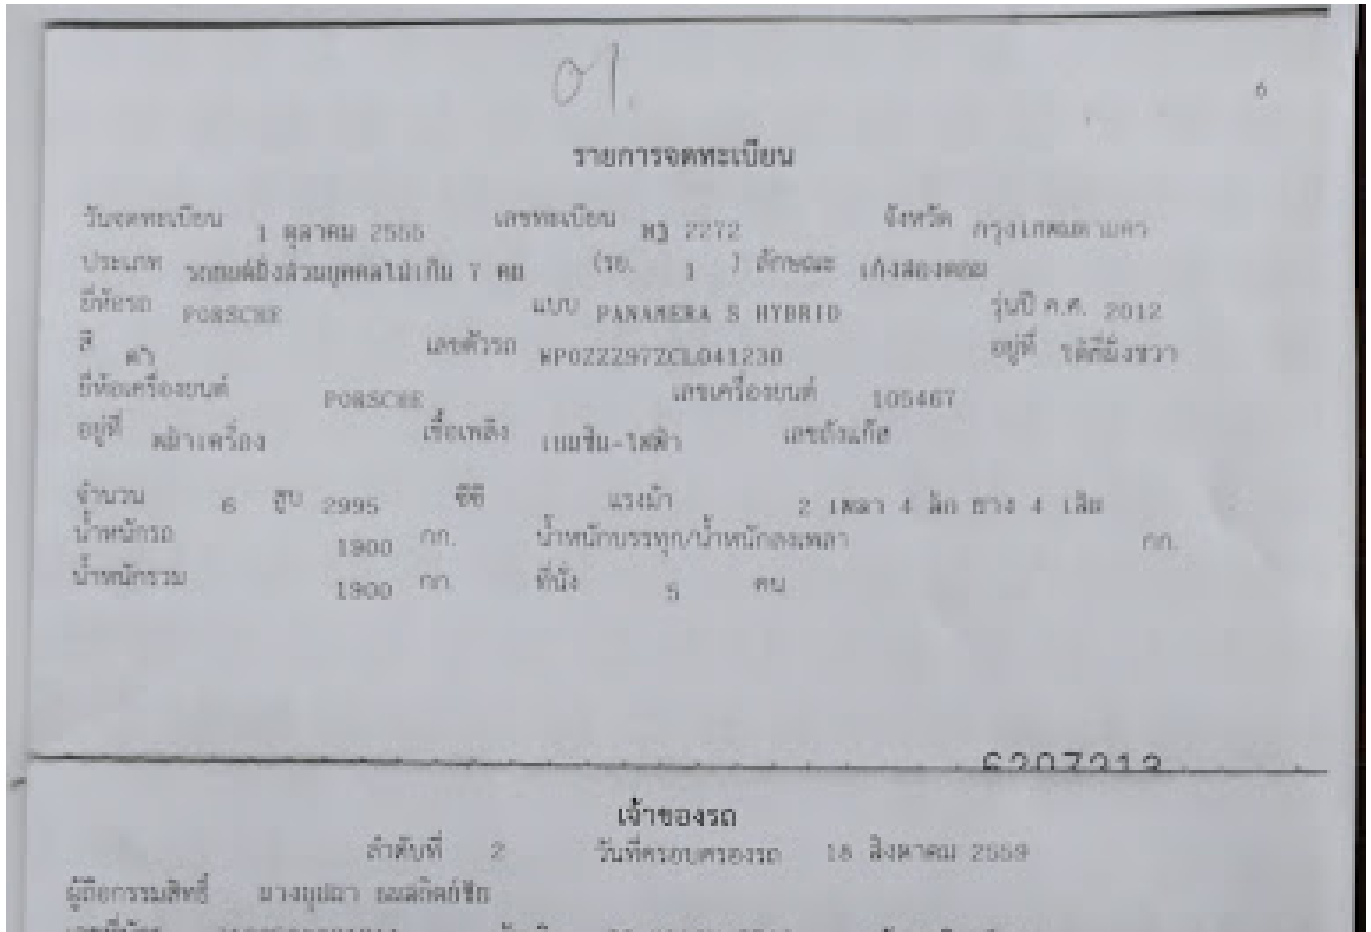 01.
6
รายการจดทะเบียน
วันจดทะเบียน 1 ตุลาคม 2555 เลขทะเบียน 2272 จังหวัด กรุงเทพมหานคร
ประเภท รถยนต์นั่งส่วนบุคคลไม่เกิน 7 คน (รย. 1 ) ลักษณะ เก๋งสองตอน
ยี่ห้อรถ PORSCHE แบบ PANAMERA S HYBRID รุ่นปี ค.ศ. 2012
สี ดำ เลขตัวรถ WP0ZZZ97ZCL041230 อยู่ที่ ใต้ที่นั่งขวา
ยี่ห้อเครื่องยนต์ PORSCHE เลขเครื่องยนต์ 105467
อยู่ที่ หน้าเครื่อง เชื้อเพลิง เบนซิน-ไฟฟ้า เลขถังแก๊ส
จำนวน 6 สูบ 2995 ซีซี แรงม้า 2 เพลา 4 ล้อ ยาง 4 เส้น
น้ำหนักรถ 1900 กก. น้ำหนักบรรทุก/น้ำหนักลงเพลา กก.
น้ำหนักรวม 1900 กก. ที่นั่ง 5 คน
6207213
เจ้าของรถ
ลำดับที่ 2 วันที่ครอบครองรถ 18 สิงหาคม 2559
ผู้ถือกรรมสิทธิ์